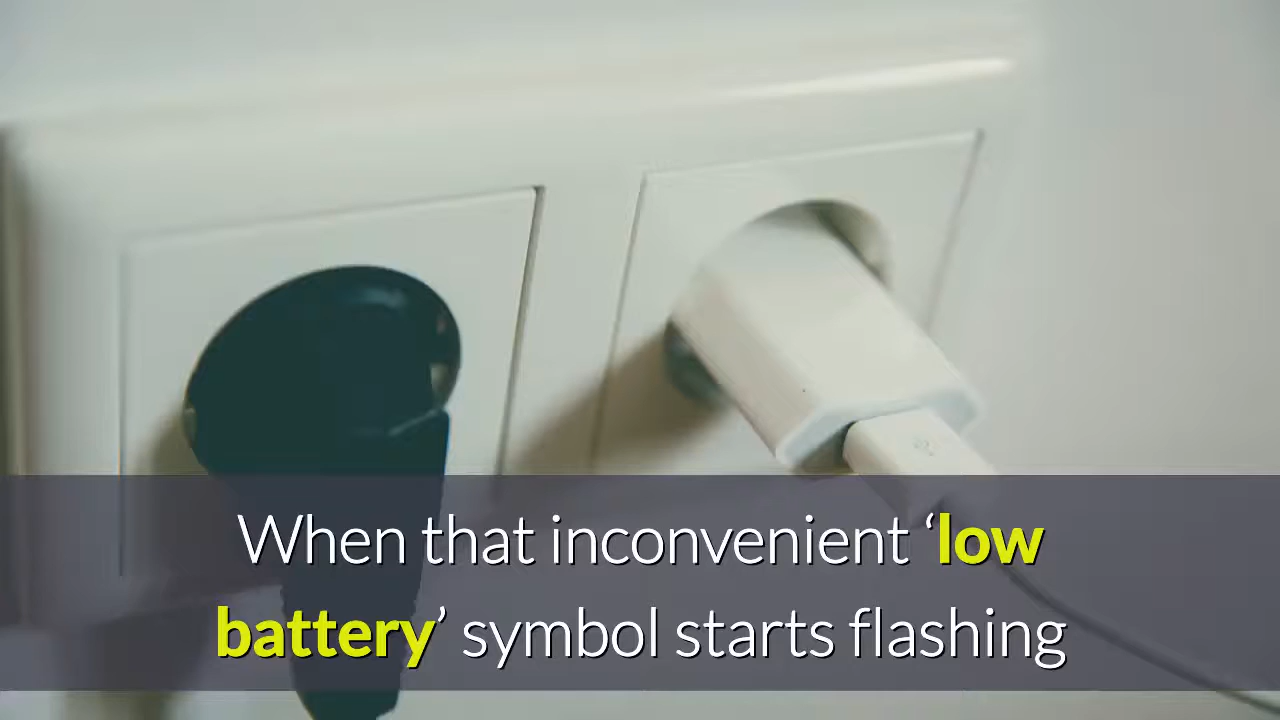 When that inconvenient ‘low
battery’ symbol starts flashing